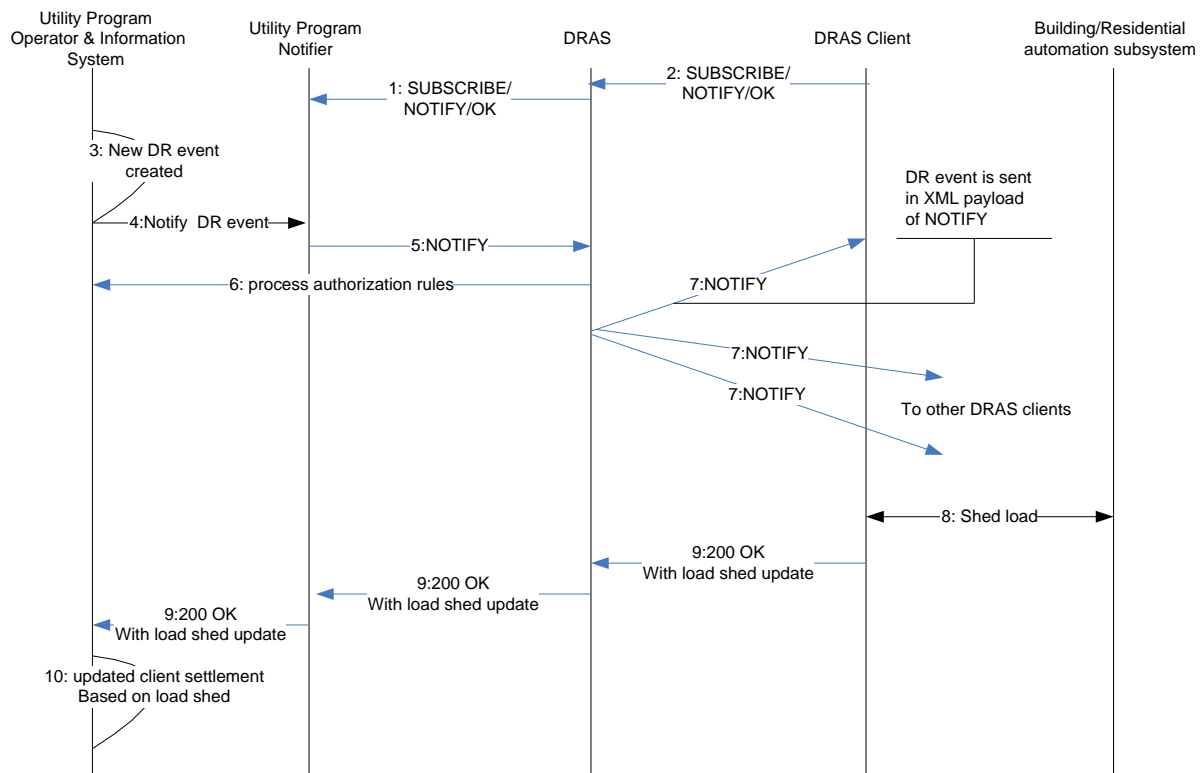 Utility Program
Operator & Information
System
Utility Program
Notifier
DRAS
DRAS Client
Building/Residential
automation subsystem
2: SUBSCRIBE/
NOTIFY/OK
1: SUBSCRIBE/
NOTIFY/OK
3: New DR event
created
DR event is sent
in XML payload
of NOTIFY
4:Notify  DR event
5:NOTIFY
6: process authorization rules
7:NOTIFY
7:NOTIFY
7:NOTIFY
To other DRAS clients
8: Shed load
9:200 OK
With load shed update
9:200 OK
With load shed update
9:200 OK
With load shed update
10: updated client settlement
Based on load shed